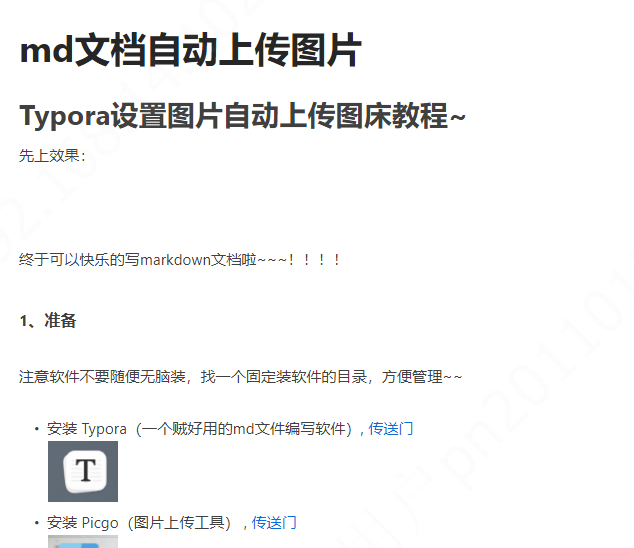 md文档自动上传图片
Typora设置图片自动上传图床教程~
先上效果：
终于可以快乐的写markdown文档啦~~~！！！！
1、准备
注意软件不要随便无脑装，找一个固定装软件的目录，方便管理~~
• 安装 Typora（一个贼好用的md文件编写软件）, 传送门
T
• 安装 Picgo（图片上传工具）, 传送门